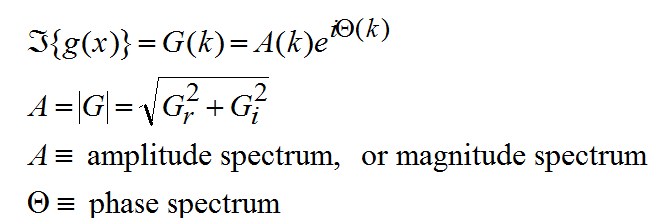 ℑ{g(x)} = G(k) = A(k)e^{iΘ(k)}
A = |G| = √(G_r^2 + G_i^2)
A ≡ amplitude spectrum, or magnitude spectrum
Θ ≡ phase spectrum